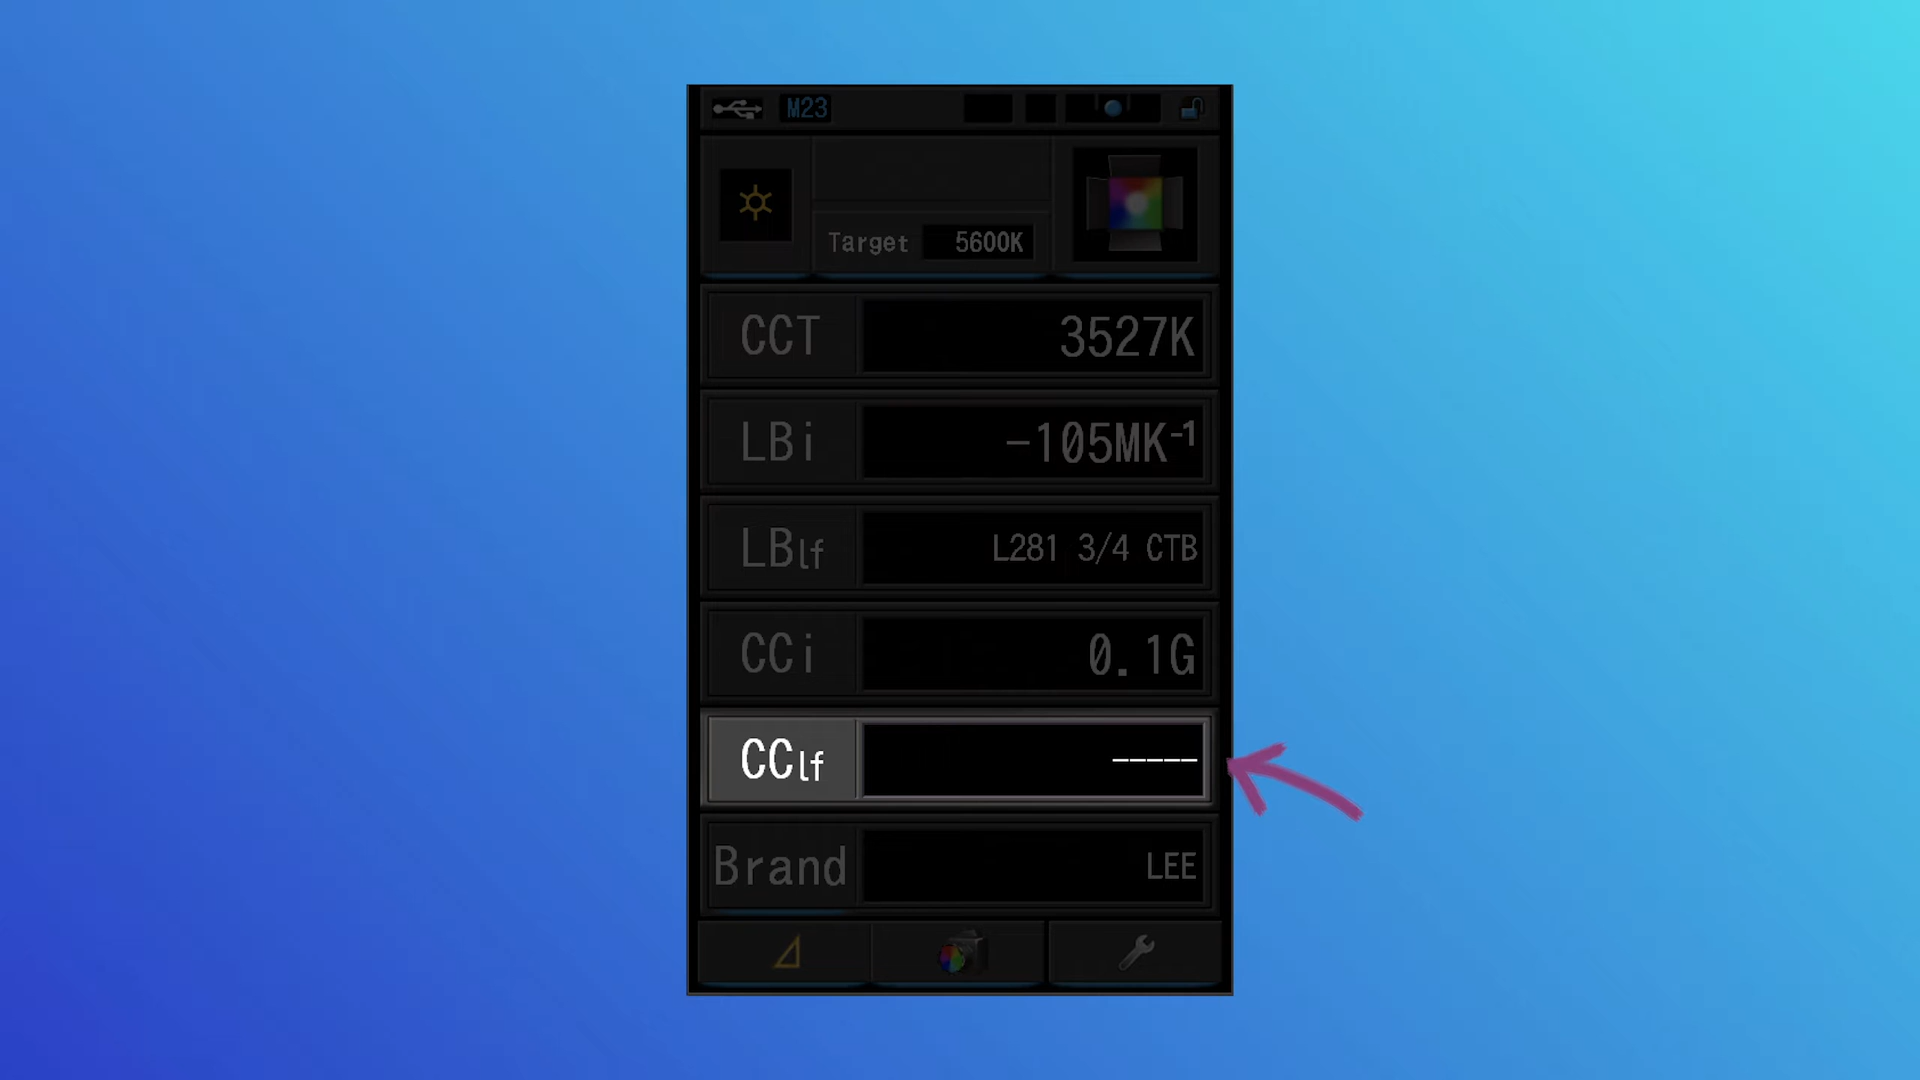 M23
Target 5600K
CCT 3527K
LBi -105MK⁻¹
LBlf L281 3/4 CTB
CCi 0.1G
CClf -----
Brand LEE